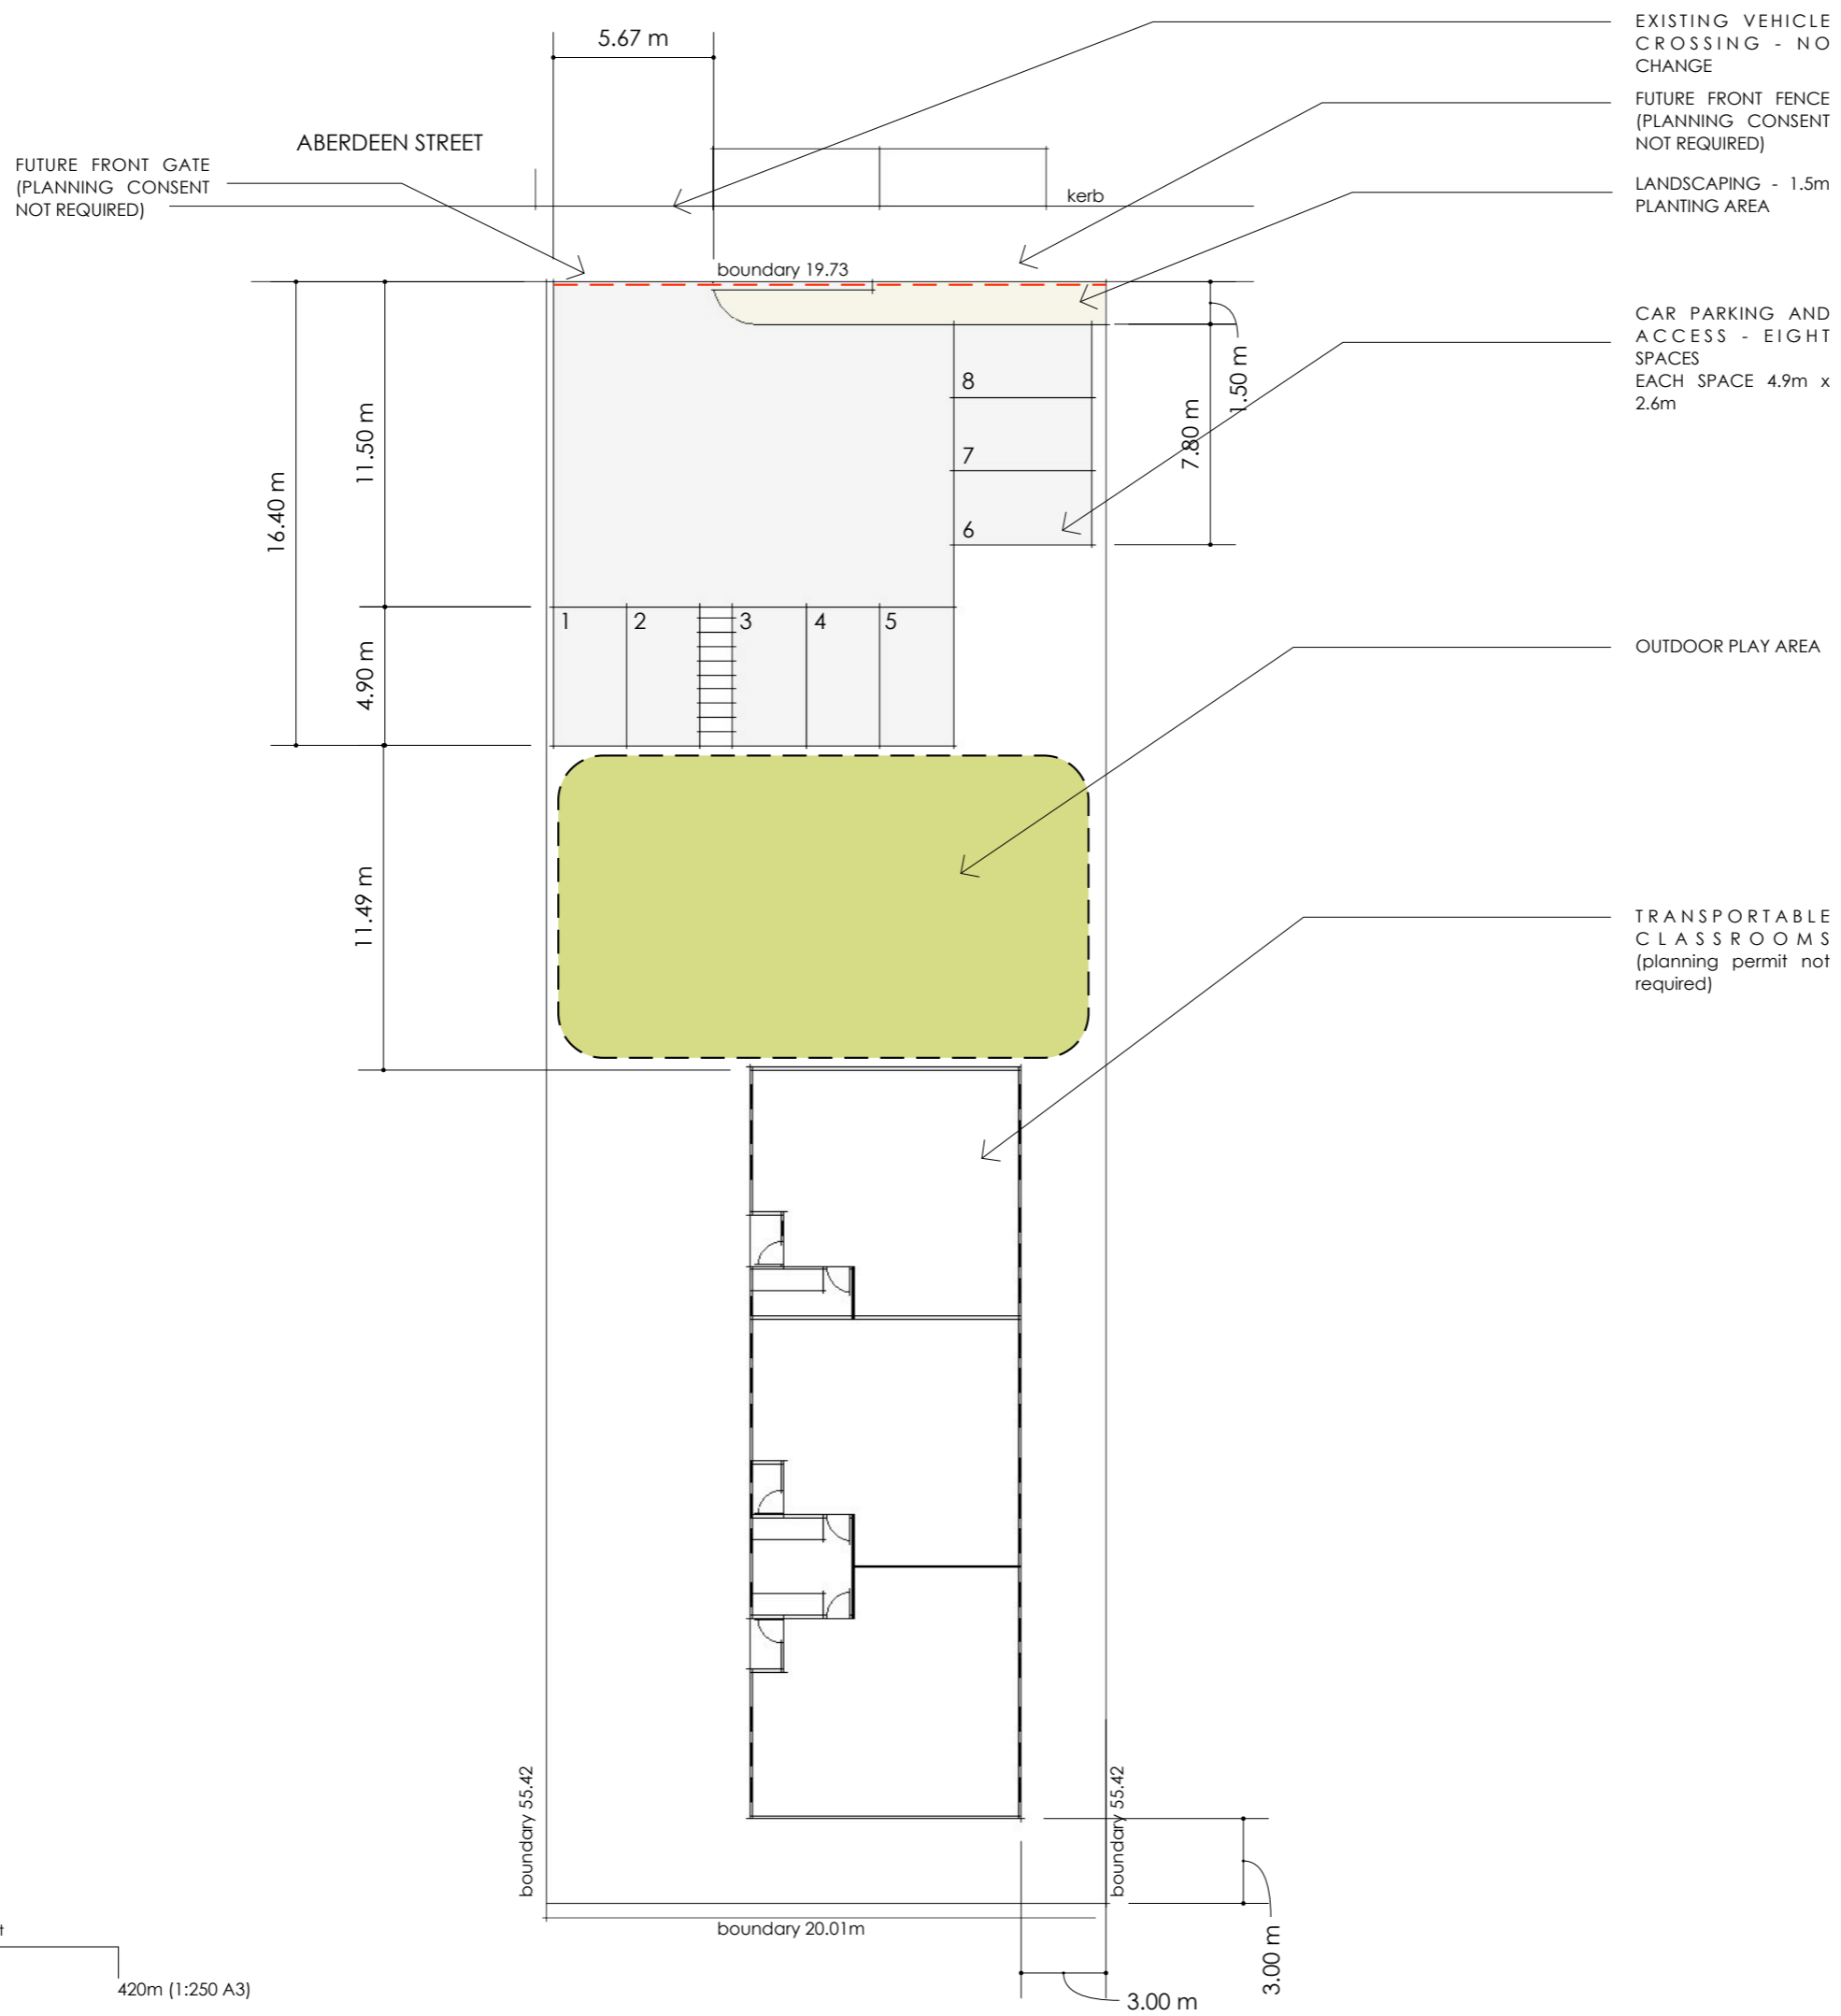 5.67 m
EXISTING VEHICLE
CROSSING - NO
CHANGE
FUTURE FRONT FENCE
(PLANNING CONSENT
NOT REQUIRED)
ABERDEEN STREET
FUTURE FRONT GATE
(PLANNING CONSENT
NOT REQUIRED)
kerb
LANDSCAPING - 1.5m
PLANTING AREA
boundary 19.73
CAR PARKING AND
ACCESS - EIGHT
SPACES
EACH SPACE 4.9m x
2.6m
1.50 m
7.80 m
16.40 m
11.50 m
8
7
6
1
2
3
4
5
4.90 m
OUTDOOR PLAY AREA
11.49 m
TRANSPORTABLE
CLASSROOMS
(planning permit not
required)
boundary 55.42
boundary 55.42
boundary 20.01m
3.00 m
3.00 m
420m (1:250 A3)